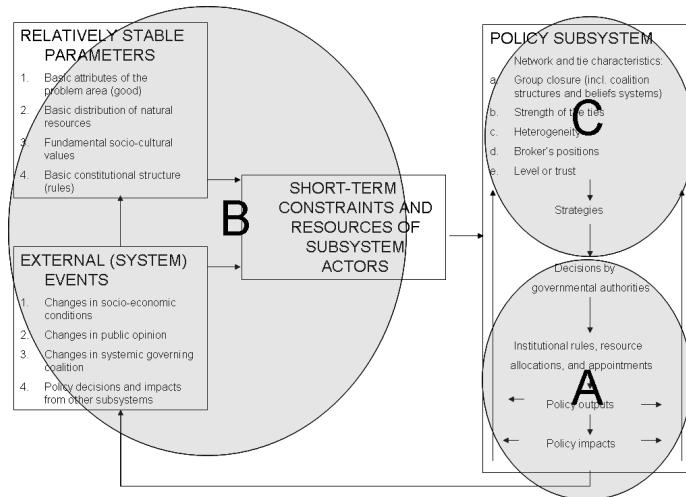 RELATIVELY STABLE
PARAMETERS
1. Basic attributes of the
problem area (good)
2. Basic distribution of natural
resources
3. Fundamental socio-cultural
values
4. Basic constitutional structure
(rules)
EXTERNAL (SYSTEM)
EVENTS
1. Changes in socio-economic
conditions
2. Changes in public opinion
3. Changes in systemic governing
coalition
4. Policy decisions and impacts
from other subsystems
B
SHORT-TERM
CONSTRAINTS AND
RESOURCES OF
SUBSYSTEM
ACTORS
POLICY SUBSYSTEM
Network and tie characteristics:
a. Group closure (incl. coalition
structures and beliefs systems)
b. Strength of the ties
c. Heterogeneity
d. Broker's positions
e. Level or trust
C
Strategies
Decisions by
governmental authorities
Institutional rules, resource
allocations, and appointments
A
Policy outputs
Policy impacts